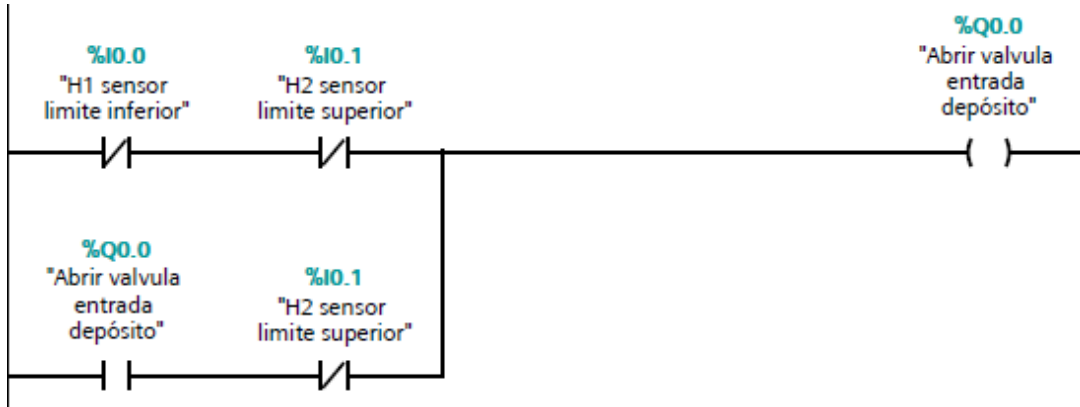 %I0.0
"H1 sensor
limite inferior"
%I0.1
"H2 sensor
limite superior"
%Q0.0
"Abrir valvula
entrada
depósito"
%Q0.0
"Abrir valvula
entrada
depósito"
%I0.1
"H2 sensor
limite superior"